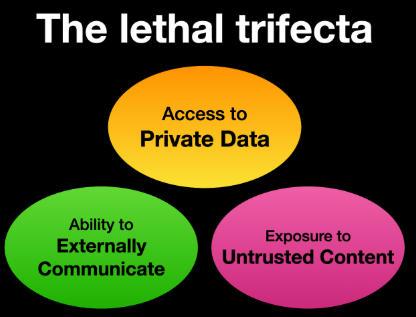 The lethal trifecta
Access to
Private Data
Ability to
Externally
Communicate
Exposure to
Untrusted Content